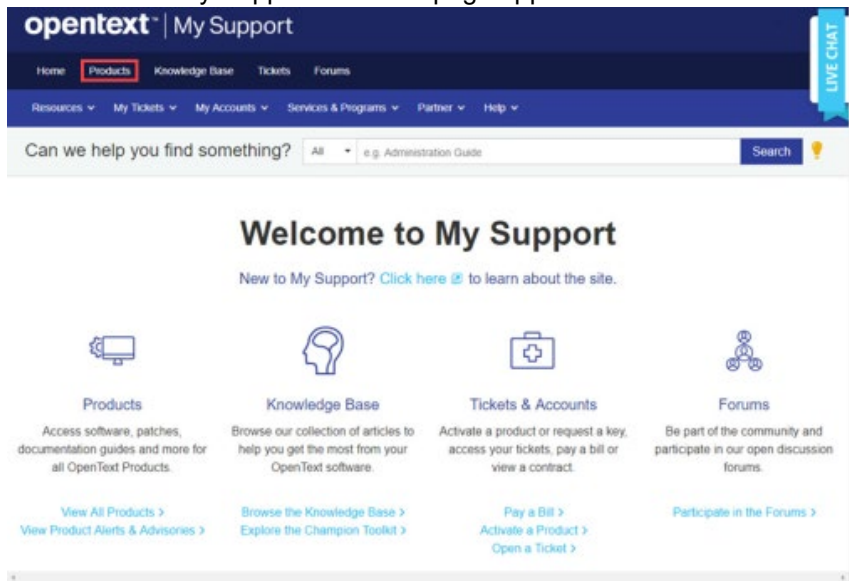 opentext™ | My Support
LIVE CHAT
Home Products Knowledge Base Tickets Forums
Resources My Tickets My Accounts Services & Programs Partner Help
Can we help you find something? All e.g. Administration Guide Search
Welcome to My Support
New to My Support? Click here to learn about the site.
Products Knowledge Base Tickets & Accounts Forums
Access software, patches, Browse our collection of articles to Activate a product or request a key, Be part of the community and
documentation guides and more for help you get the most from your access your tickets, pay a bill or participate in our open discussion
all OpenText Products. OpenText software. view a contract. forums.
View All Products > Browse the Knowledge Base > Pay a Bill > Participate in the Forums >
View Product Alerts & Advisories > Explore the Champion Toolkit > Activate a Product >
Open a Ticket >